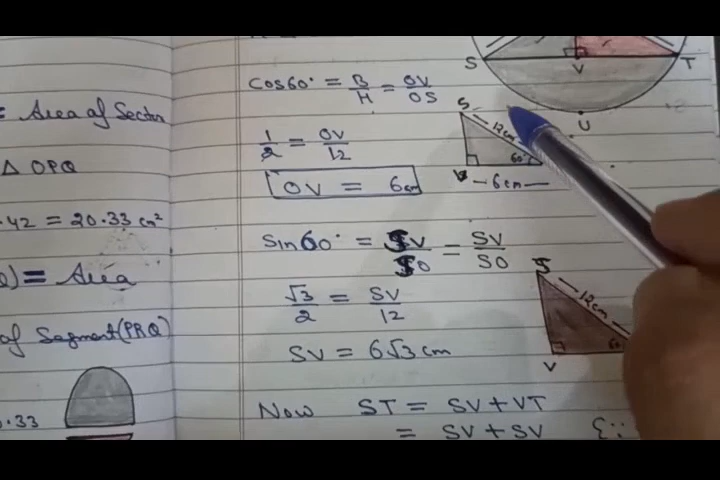 = Area of Sector
Δ OPQ
.42 = 20.33 cm²
Q) = Area
of Segment (PRQ)
0.33
Cos60° = B/H = OV/OS
1/2 = OV/12
OV = 6cm
Sin60° = SV/SO = SV/SO
√3/2 = SV/12
SV = 6√3 cm
Now ST = SV + VT
= SV + SV {∵
S V T
U
S 12cm
60°
V 6cm
S 12cm
V